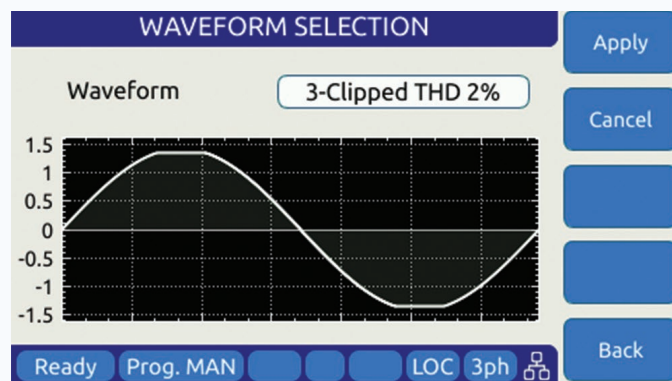 WAVEFORM SELECTION
Apply
Waveform
3-Clipped THD 2%
Cancel
1.5
1
0.5
0
-0.5
-1
-1.5
Back
Ready
Prog. MAN
LOC
3ph